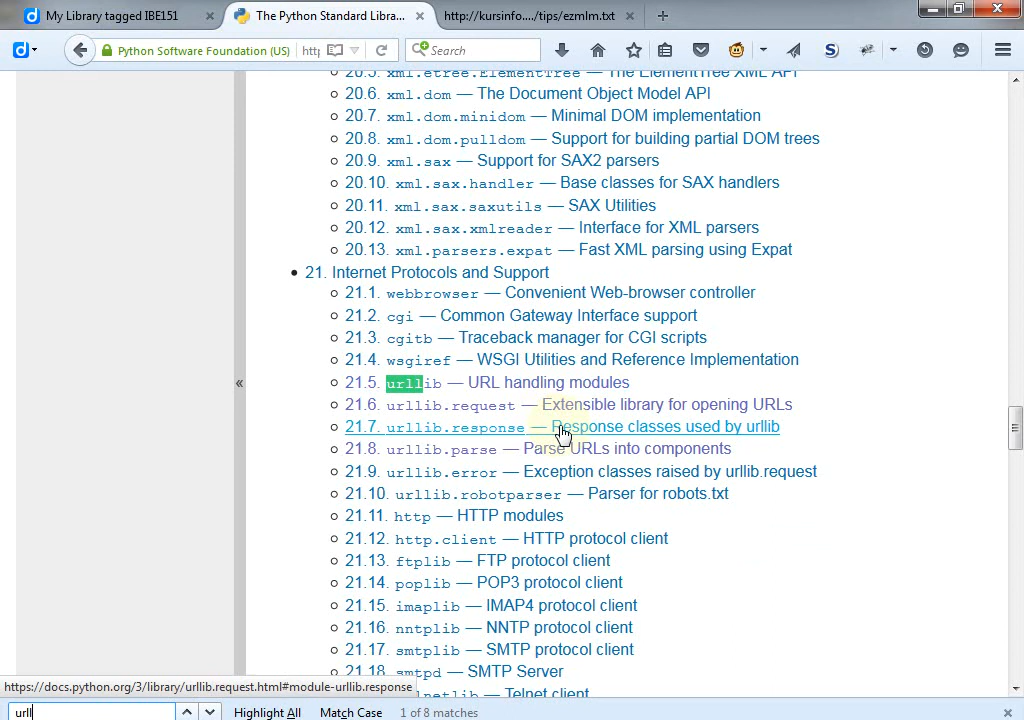 My Library tagged IBE151
The Python Standard Libra...
http://kursinfo..../tips/ezmlm.txt
Python Software Foundation (US)
Search
20.5. xml.etree.ElementTree — The ElementTree XML API
20.6. xml.dom — The Document Object Model API
20.7. xml.dom.minidom — Minimal DOM implementation
20.8. xml.dom.pulldom — Support for building partial DOM trees
20.9. xml.sax — Support for SAX2 parsers
20.10. xml.sax.handler — Base classes for SAX handlers
20.11. xml.sax.saxutils — SAX Utilities
20.12. xml.sax.xmlreader — Interface for XML parsers
20.13. xml.parsers.expat — Fast XML parsing using Expat
21. Internet Protocols and Support
21.1. webbrowser — Convenient Web-browser controller
21.2. cgi — Common Gateway Interface support
21.3. cgitb — Traceback manager for CGI scripts
21.4. wsgiref — WSGI Utilities and Reference Implementation
21.5. urllib — URL handling modules
21.6. urllib.request — Extensible library for opening URLs
21.7. urllib.response — Response classes used by urllib
21.8. urllib.parse — Parse URLs into components
21.9. urllib.error — Exception classes raised by urllib.request
21.10. urllib.robotparser — Parser for robots.txt
21.11. http — HTTP modules
21.12. http.client — HTTP protocol client
21.13. ftplib — FTP protocol client
21.14. poplib — POP3 protocol client
21.15. imaplib — IMAP4 protocol client
21.16. nntplib — NNTP protocol client
21.17. smtplib — SMTP protocol client
21.18. smtpd — SMTP Server
https://docs.python.org/3/library/urllib.request.html#module-urllib.response
telnetlib — Telnet client
urll
Highlight All
Match Case
1 of 8 matches